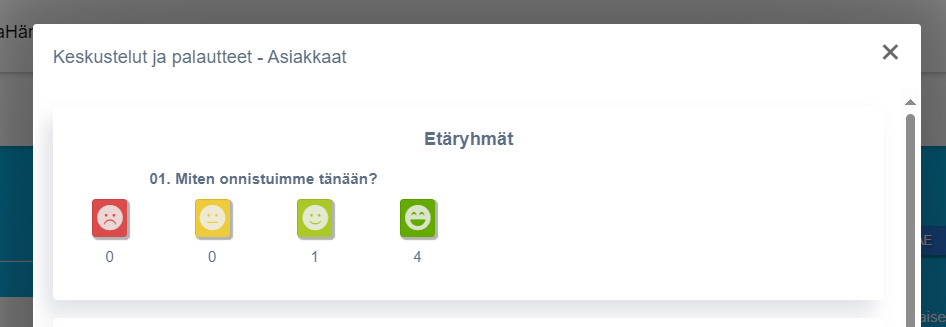 Keskustelut ja palautteet - Asiakkaat
Etäryhmät
01. Miten onnistuimme tänään?
0 0 1 4